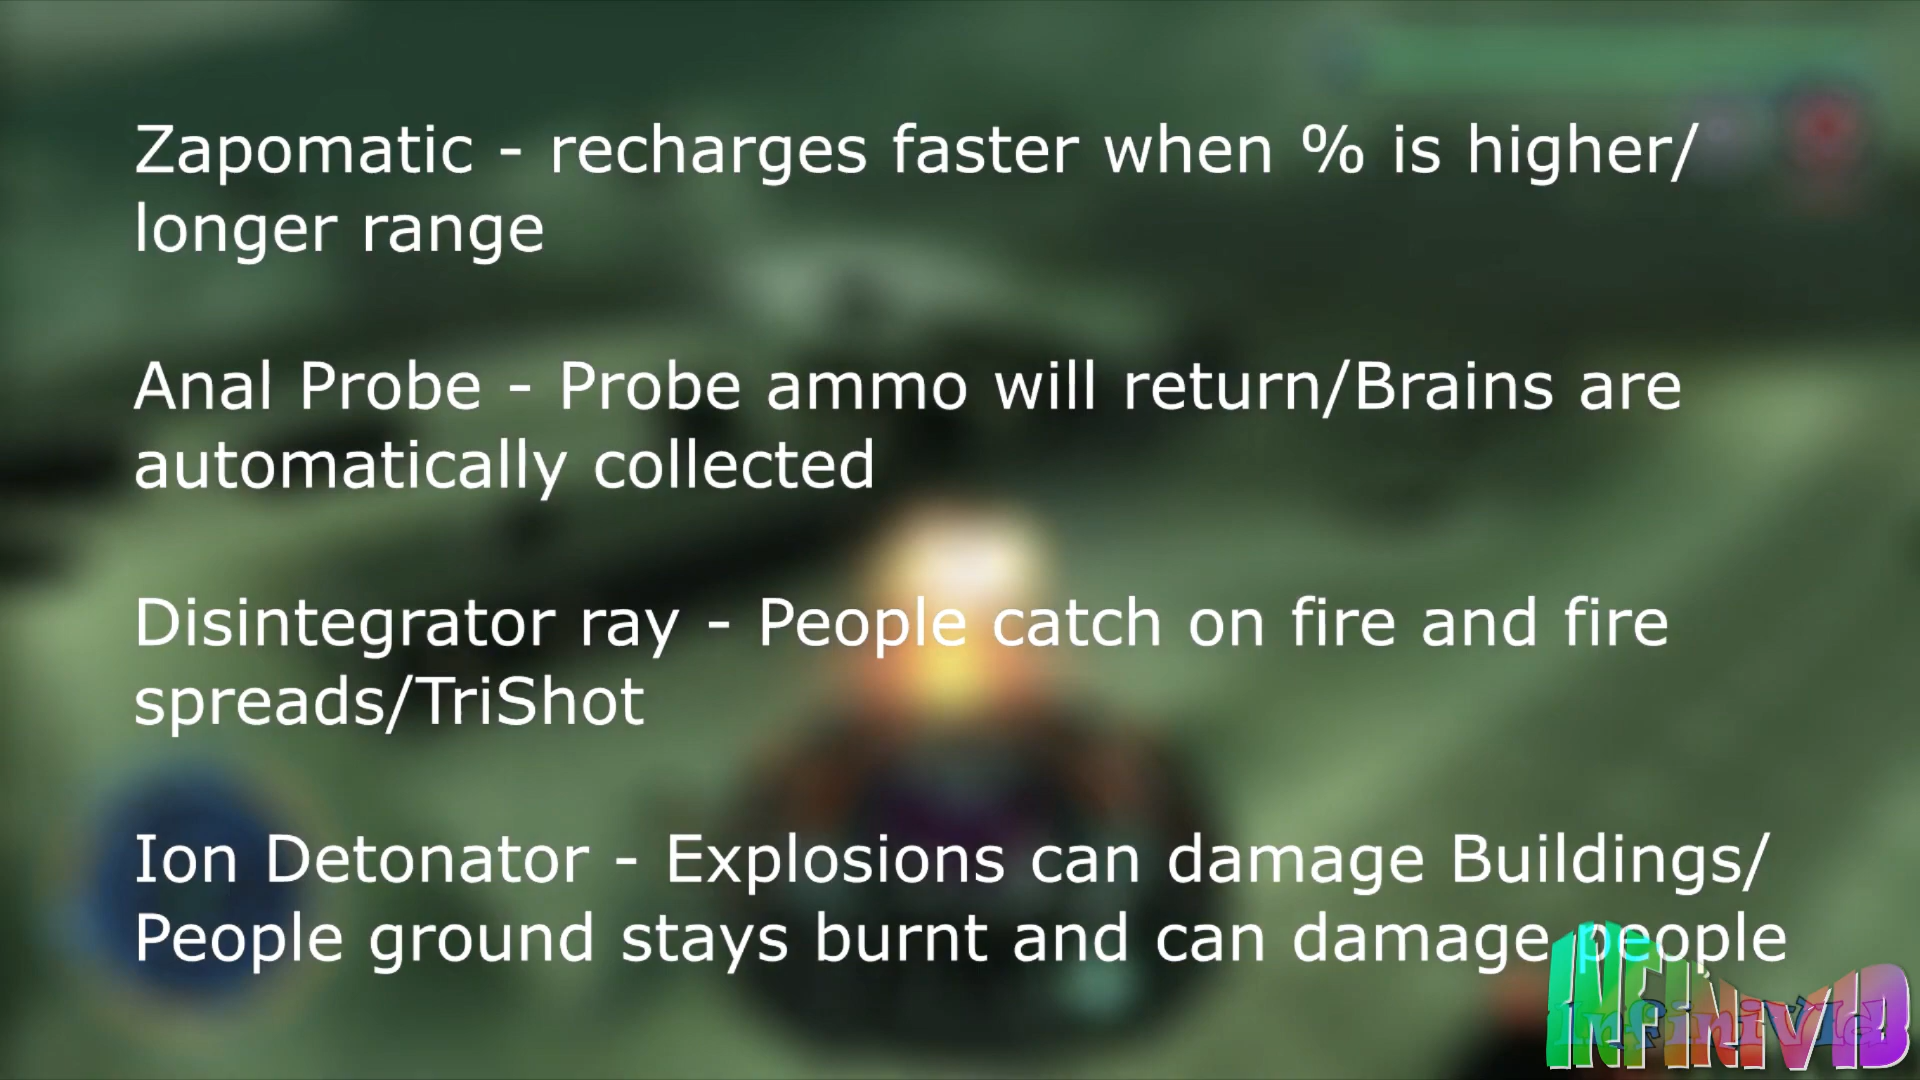 Zapomatic - recharges faster when % is higher/
longer range
Anal Probe - Probe ammo will return/Brains are
automatically collected
Disintegrator ray - People catch on fire and fire
spreads/TriShot
Ion Detonator - Explosions can damage Buildings/
People ground stays burnt and can damage people
INFINIVID
Infinivid